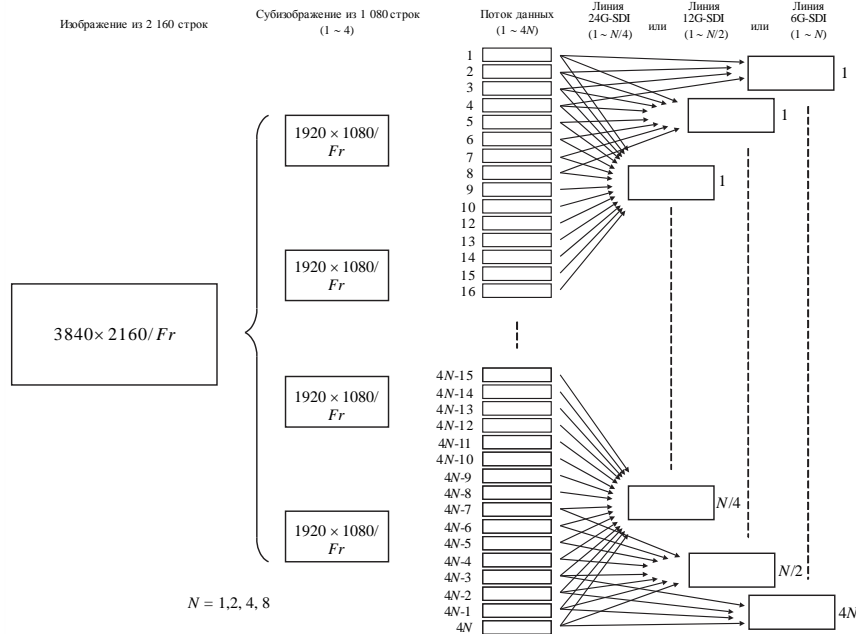 Изображение из 2 160 строк
Субизображение из 1 080 строк
(1 ~ 4)
Поток данных
(1 ~ 4N)
Линия
24G-SDI
(1 ~ N/4)
или
Линия
12G-SDI
(1 ~ N/2)
или
Линия
6G-SDI
(1 ~ N)
3840× 2160/Fr
1920 × 1080/
Fr
1920 × 1080/
Fr
1920 × 1080/
Fr
1920 × 1080/
Fr
1
2
3
4
5
6
7
8
9
10
12
13
14
15
16
4N-15
4N-14
4N-13
4N-12
4N-11
4N-10
4N-9
4N-8
4N-7
4N-6
4N-5
4N-4
4N-3
4N-2
4N-1
4N
1
1
1
N/4
N/2
4N
N = 1,2, 4, 8